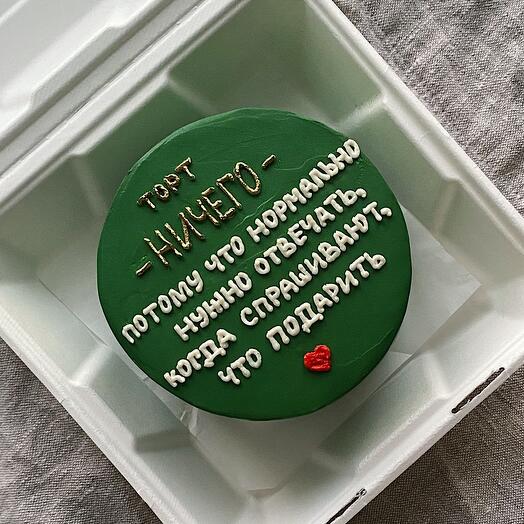 ТОРТ
-НИЧЕГО-
ПОТОМУ ЧТО НОРМАЛЬНО
НУЖНО ОТВЕЧАТЬ,
КОГДА СПРАШИВАЮТ,
ЧТО ПОДАРИТЬ